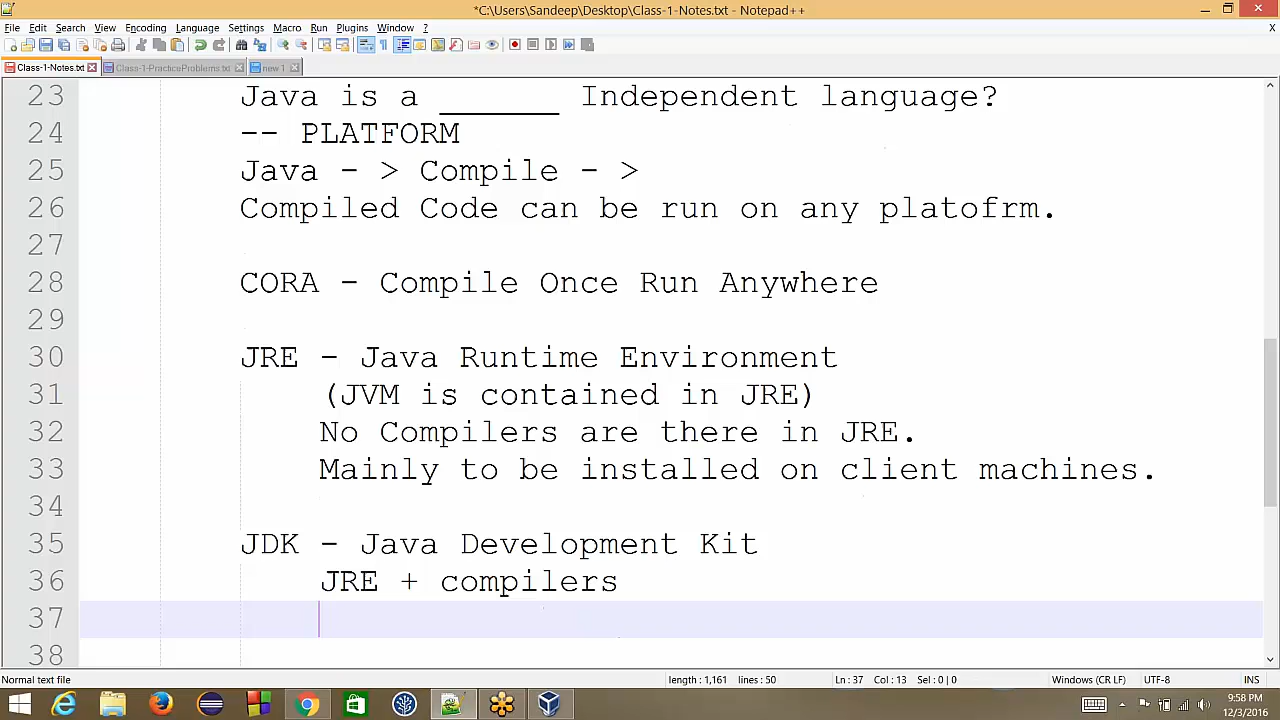 *C:\Users\Sandeep\Desktop\Class-1-Notes.txt - Notepad++
File Edit Search View Encoding Language Settings Macro Run Plugins Window ? X
Class-1-Notes.txt Class-1-PracticeProblems.txt new 1
23 Java is a ______ Independent language?
24 -- PLATFORM
25 Java - > Compile - >
26 Compiled Code can be run on any platofrm.
27
28 CORA - Compile Once Run Anywhere
29
30 JRE - Java Runtime Environment
31 (JVM is contained in JRE)
32 No Compilers are there in JRE.
33 Mainly to be installed on client machines.
34
35 JDK - Java Development Kit
36 JRE + compilers
37
38
Normal text file length : 1,161 lines : 50 Ln : 37 Col : 13 Sel : 0 | 0 Windows (CR LF) UTF-8 INS
9:58 PM
12/3/2016